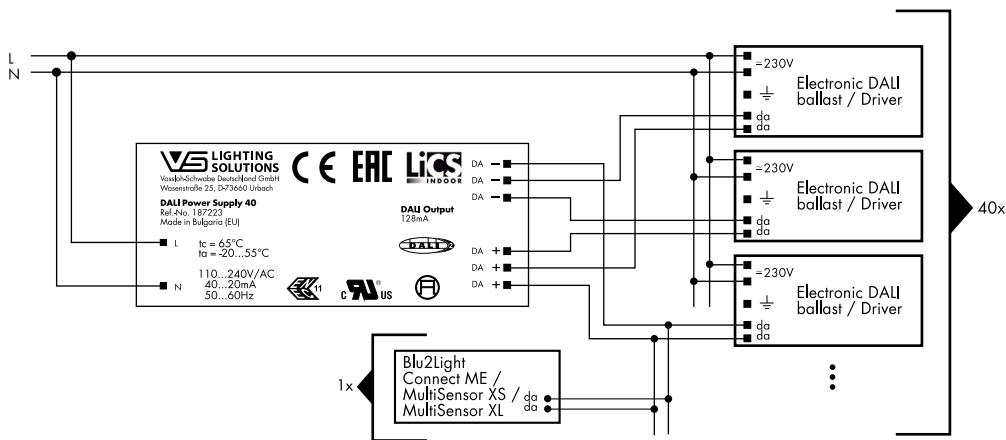 L
N
VS LIGHTING
SOLUTIONS
Vossloh-Schwabe Deutschland GmbH
Wasenstraße 25, D-73660 Urbach
DALI Power Supply 40
Ref.-No. 187223
Made in Bulgaria (EU)
CE EAC LiCS
INDOOR
DALI Output
128mA
DALI 2
L
N
tc = 65°C
ta = -20...55°C
110...240V/AC
40...20mA
50...60Hz
11
C RU® US
DA –
DA –
DA –
DA +
DA +
DA +
≃230V
Electronic DALI
ballast / Driver
da
da
≃230V
Electronic DALI
ballast / Driver
da
da
≃230V
Electronic DALI
ballast / Driver
da
da
40x
1x
Blu2Light
Connect ME /
MultiSensor XS / da
MultiSensor XL da